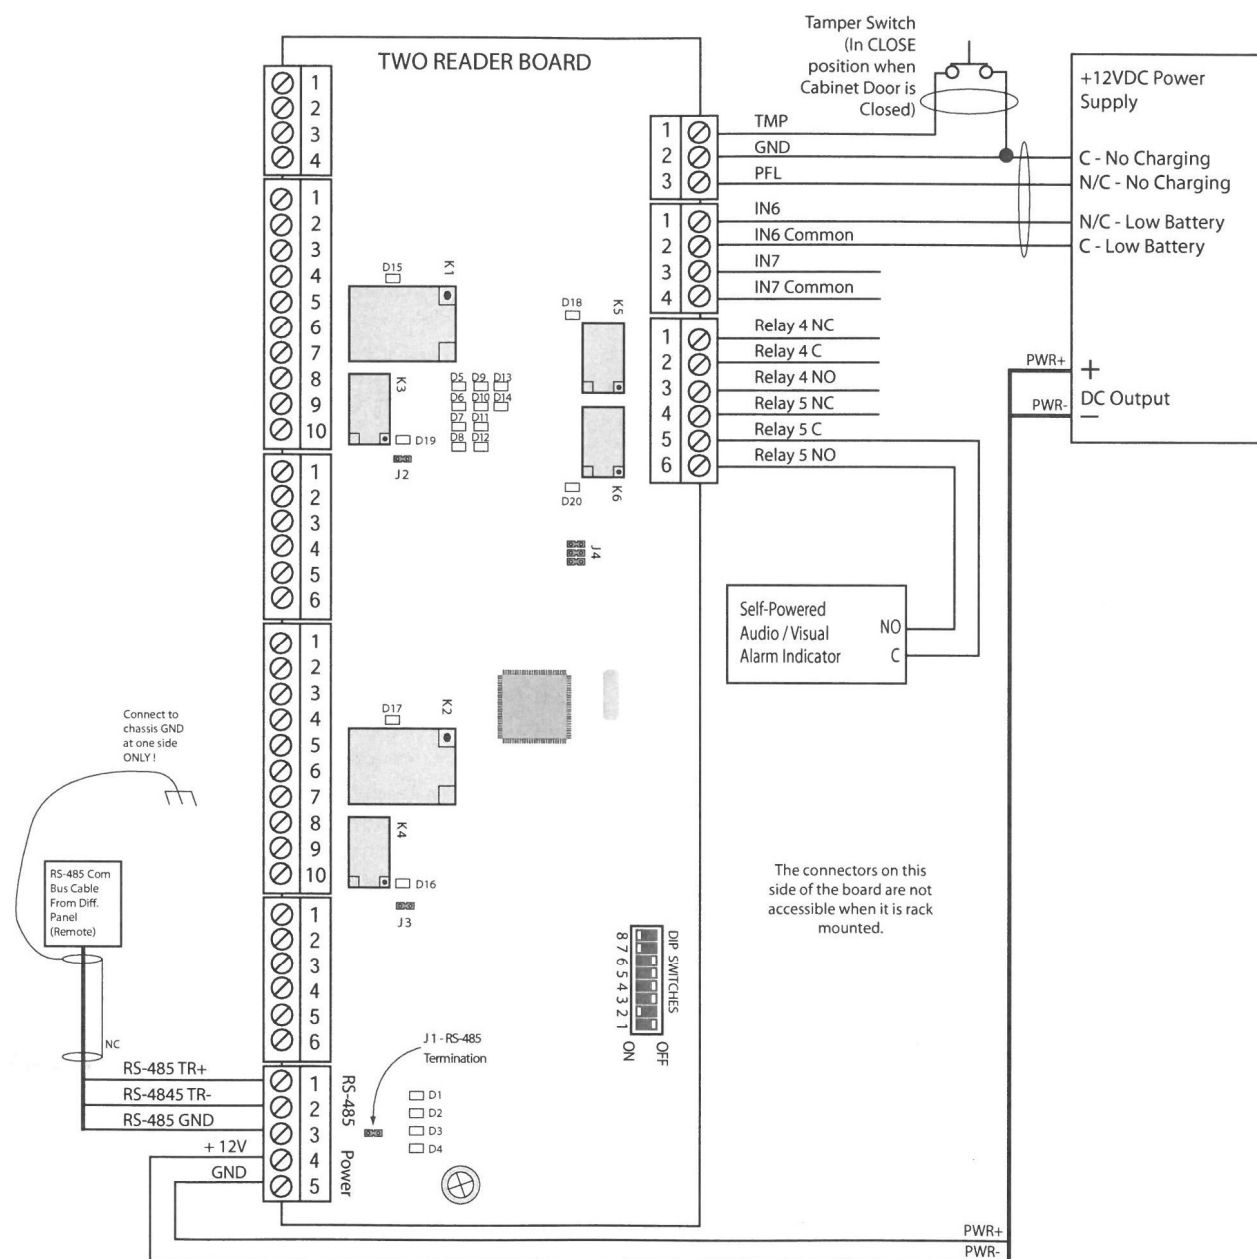 TWO READER BOARD
Tamper Switch
(In CLOSE
position when
Cabinet Door is
Closed)
+12VDC Power
Supply
1
2
3
4
1
2
3
4
5
6
7
8
9
10
1
2
3
4
5
6
1
2
3
4
5
6
7
8
9
10
1
2
3
4
5
6
1
2
3
4
5
RS-485
Power
D15
K1
K3
D19
J2
D5 D9 D13
D6 D10 D14
D7 D11
D8 D12
D18
K5
K6
D20
J4
D17
K2
K4
D16
J3
1 TMP
2 GND
3 PFL
1 IN6
2 IN6 Common
3 IN7
4 IN7 Common
1 Relay 4 NC
2 Relay 4 C
3 Relay 4 NO
4 Relay 5 NC
5 Relay 5 C
6 Relay 5 NO
C - No Charging
N/C - No Charging
N/C - Low Battery
C - Low Battery
PWR+ +
DC Output
PWR- −
Self-Powered
Audio / Visual
Alarm Indicator
NO
C
The connectors on this
side of the board are not
accessible when it is rack
mounted.
DIP SWITCHES
8 7 6 5 4 3 2 1
ON
OFF
Connect to
chassis GND
at one side
ONLY !
RS-485 Com
Bus Cable
From Diff.
Panel
(Remote)
NC
RS-485 TR+
RS-4845 TR-
RS-485 GND
+ 12V
GND
J1 - RS-485
Termination
D1
D2
D3
D4
PWR+
PWR-